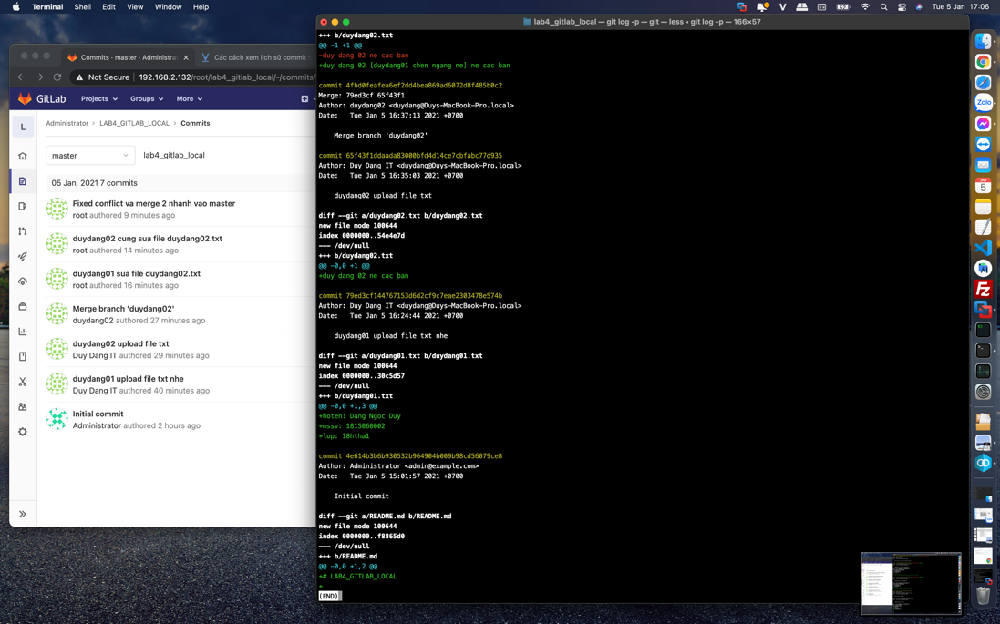 Terminal Shell Edit View Window Help
Tue 5 Jan 17:06
Commits · master · Administrat
Các cách xem lịch sử commit t
Not Secure 192.168.2.132/root/lab4_gitlab_local/-/commits/
GitLab Projects Groups More
L
Administrator › LAB4_GITLAB_LOCAL › Commits
master
lab4_gitlab_local
05 Jan, 2021 7 commits
Fixed conflict va merge 2 nhanh vao master
root authored 9 minutes ago
duydang02 cung sua file duydang02.txt
root authored 14 minutes ago
duydang01 sua file duydang02.txt
root authored 16 minutes ago
Merge branch 'duydang02'
duydang02 authored 27 minutes ago
duydang02 upload file txt
Duy Dang IT authored 29 minutes ago
duydang01 upload file txt nhe
Duy Dang IT authored 40 minutes ago
Initial commit
Administrator authored 2 hours ago
lab4_gitlab_local — git log -p — git — less • git log -p — 166×57
+++ b/duydang02.txt
@@ -1 +1 @@
-duy dang 02 ne cac ban
+duy dang 02 [duydang01 chen ngang ne] ne cac ban
commit 4fbd0feafea6ef2dd4bea869ad6072d8f485b0c2
Merge: 79ed3cf 65f43f1
Author: duydang02 <duydang@Duys-MacBook-Pro.local>
Date:   Tue Jan 5 16:37:13 2021 +0700
Merge branch 'duydang02'
commit 65f43f1ddaada83000bfd4d14ce7cbfabc77d935
Author: Duy Dang IT <duydang@Duys-MacBook-Pro.local>
Date:   Tue Jan 5 16:35:03 2021 +0700
duydang02 upload file txt
diff --git a/duydang02.txt b/duydang02.txt
new file mode 100644
index 0000000..54e4e7d
--- /dev/null
+++ b/duydang02.txt
@@ -0,0 +1 @@
+duy dang 02 ne cac ban
commit 79ed3cf144767153d6d2cf9c7eae2303478e574b
Author: Duy Dang IT <duydang@Duys-MacBook-Pro.local>
Date:   Tue Jan 5 16:24:44 2021 +0700
duydang01 upload file txt nhe
diff --git a/duydang01.txt b/duydang01.txt
new file mode 100644
index 0000000..30c5d57
--- /dev/null
+++ b/duydang01.txt
@@ -0,0 +1,3 @@
+hoten: Dang Ngoc Duy
+mssv: 1815060002
+lop: 18htha1
commit 4e614b3b6b930532b964904b009b98cd56079ce8
Author: Administrator <admin@example.com>
Date:   Tue Jan 5 15:01:57 2021 +0700
Initial commit
diff --git a/README.md b/README.md
new file mode 100644
index 0000000..f8865d0
--- /dev/null
+++ b/README.md
@@ -0,0 +1,2 @@
+# LAB4_GITLAB_LOCAL
+
(END)
Zalo
5